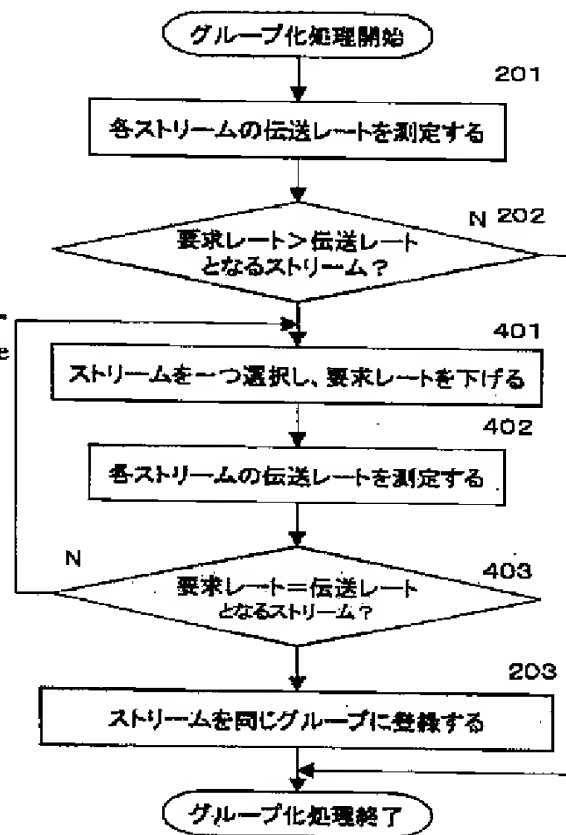 グループ化処理開始
201
各ストリームの伝送レートを測定する
N 202
要求レート>伝送レート
となるストリーム?
e
401
ストリームを一つ選択し、要求レートを下げる
402
各ストリームの伝送レートを測定する
N
403
要求レート=伝送レート
となるストリーム?
203
ストリームを同じグループに登録する
グループ化処理終了